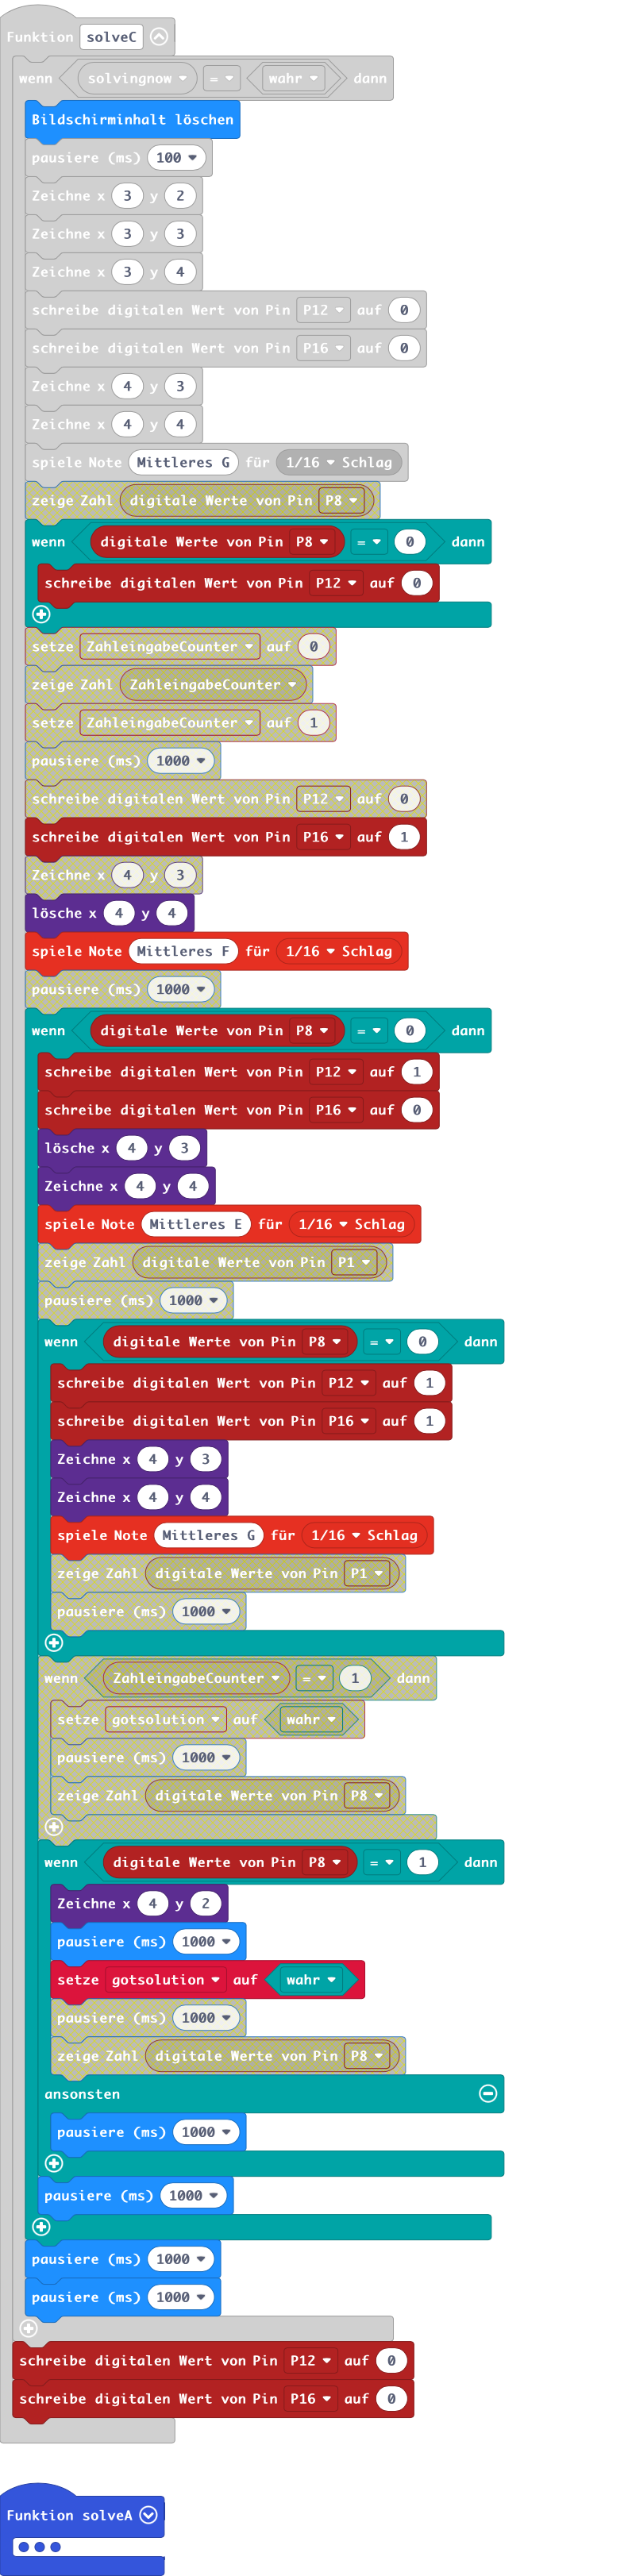 Funktion solveC
wenn solvingnow = wahr dann
Bildschirminhalt löschen
pausiere (ms) 100
Zeichne x 3 y 2
Zeichne x 3 y 3
Zeichne x 3 y 4
schreibe digitalen Wert von Pin P12 auf 0
schreibe digitalen Wert von Pin P16 auf 0
Zeichne x 4 y 3
Zeichne x 4 y 4
spiele Note Mittleres G für 1/16 Schlag
zeige Zahl digitale Werte von Pin P8
wenn digitale Werte von Pin P8 = 0 dann
schreibe digitalen Wert von Pin P12 auf 0
setze ZahleingabeCounter auf 0
zeige Zahl ZahleingabeCounter
setze ZahleingabeCounter auf 1
pausiere (ms) 1000
schreibe digitalen Wert von Pin P12 auf 0
schreibe digitalen Wert von Pin P16 auf 1
Zeichne x 4 y 3
lösche x 4 y 4
spiele Note Mittleres F für 1/16 Schlag
pausiere (ms) 1000
wenn digitale Werte von Pin P8 = 0 dann
schreibe digitalen Wert von Pin P12 auf 1
schreibe digitalen Wert von Pin P16 auf 0
lösche x 4 y 3
Zeichne x 4 y 4
spiele Note Mittleres E für 1/16 Schlag
zeige Zahl digitale Werte von Pin P1
pausiere (ms) 1000
wenn digitale Werte von Pin P8 = 0 dann
schreibe digitalen Wert von Pin P12 auf 1
schreibe digitalen Wert von Pin P16 auf 1
Zeichne x 4 y 3
Zeichne x 4 y 4
spiele Note Mittleres G für 1/16 Schlag
zeige Zahl digitale Werte von Pin P1
pausiere (ms) 1000
wenn ZahleingabeCounter = 1 dann
setze gotsolution auf wahr
pausiere (ms) 1000
zeige Zahl digitale Werte von Pin P8
wenn digitale Werte von Pin P8 = 1 dann
Zeichne x 4 y 2
pausiere (ms) 1000
setze gotsolution auf wahr
pausiere (ms) 1000
zeige Zahl digitale Werte von Pin P8
ansonsten
pausiere (ms) 1000
pausiere (ms) 1000
pausiere (ms) 1000
pausiere (ms) 1000
schreibe digitalen Wert von Pin P12 auf 0
schreibe digitalen Wert von Pin P16 auf 0
Funktion solveA